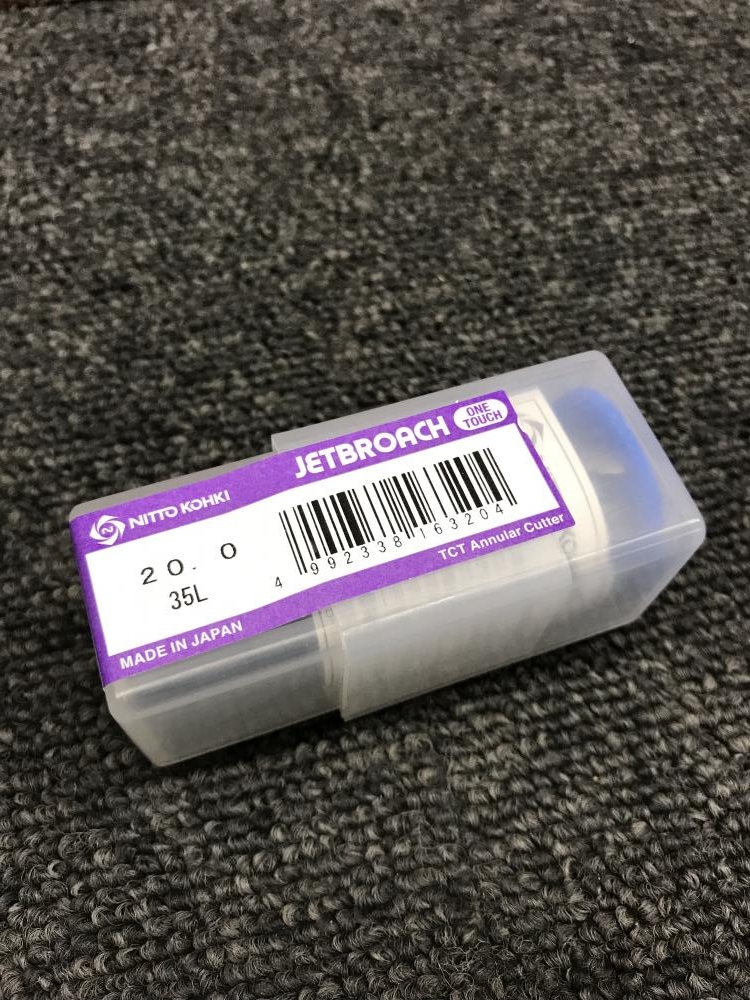 JETBROACH
ONE
TOUCH
NITTO KOHKI
20.0
35L
4 992338 163204
TCT Annular Cutter
MADE IN JAPAN